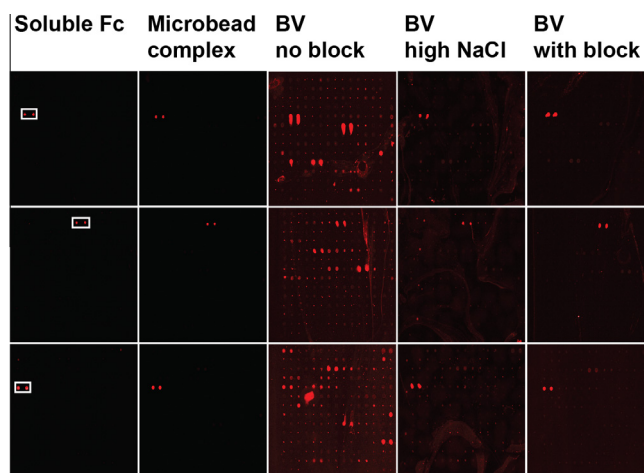 Soluble Fc
Microbead
complex
BV
no block
BV
high NaCl
BV
with block